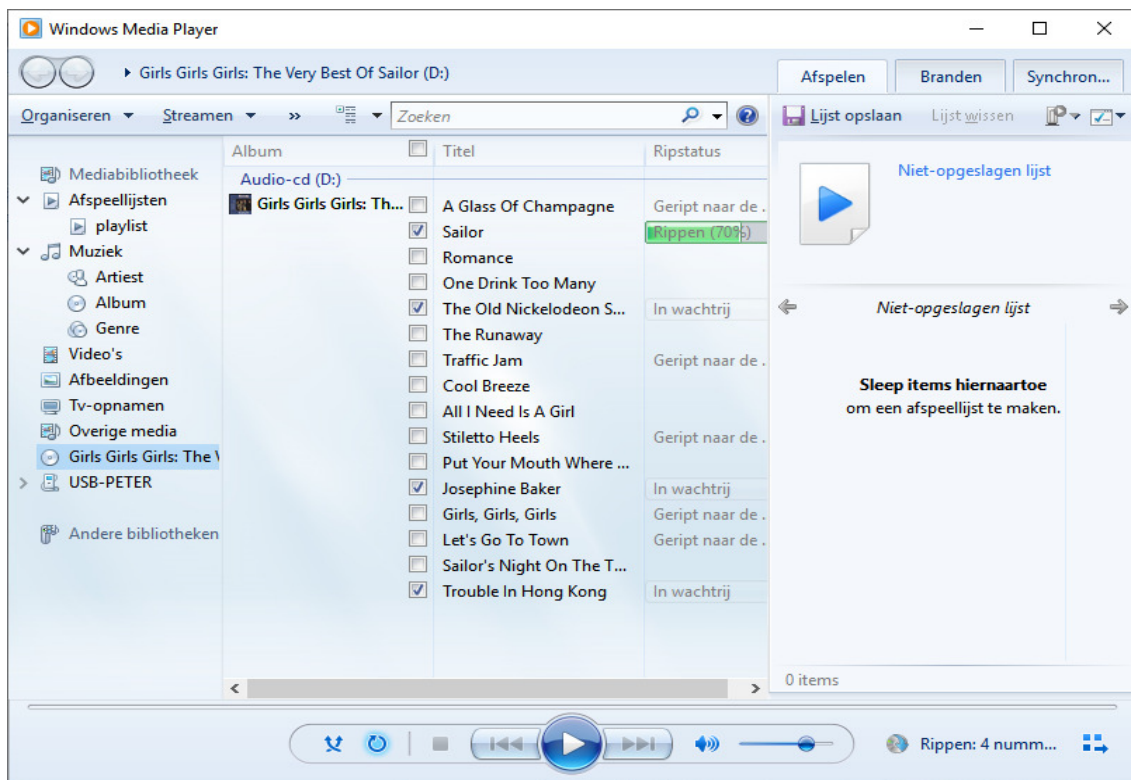 Windows Media Player
Girls Girls Girls: The Very Best Of Sailor (D:)
Afspelen Branden Synchron...
Organiseren Streamen » Zoeken
Lijst opslaan Lijst wissen
Mediabibliotheek
Afspeellijsten
playlist
Muziek
Artiest
Album
Genre
Video's
Afbeeldingen
Tv-opnamen
Overige media
Girls Girls Girls: The V
USB-PETER
Andere bibliotheken
Album Titel Ripstatus
Audio-cd (D:)
Girls Girls Girls: Th... A Glass Of Champagne Geript naar de .
Sailor Rippen (70%)
Romance
One Drink Too Many
The Old Nickelodeon S... In wachtrij
The Runaway
Traffic Jam Geript naar de .
Cool Breeze
All I Need Is A Girl
Stiletto Heels Geript naar de .
Put Your Mouth Where ...
Josephine Baker In wachtrij
Girls, Girls, Girls Geript naar de .
Let's Go To Town Geript naar de .
Sailor's Night On The T...
Trouble In Hong Kong In wachtrij
Niet-opgeslagen lijst
Niet-opgeslagen lijst
Sleep items hiernaartoe
om een afspeellijst te maken.
0 items
Rippen: 4 numm...